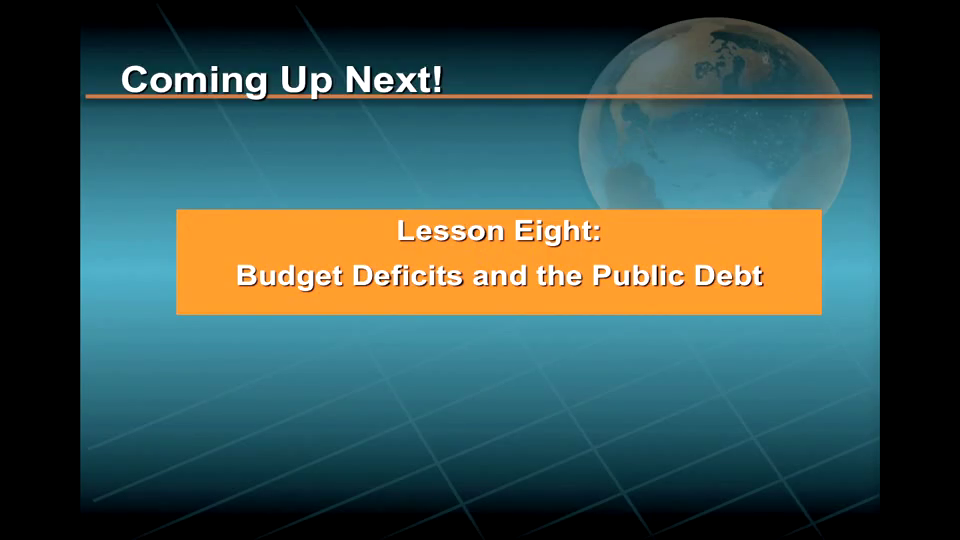 Coming Up Next!
Lesson Eight:
Budget Deficits and the Public Debt